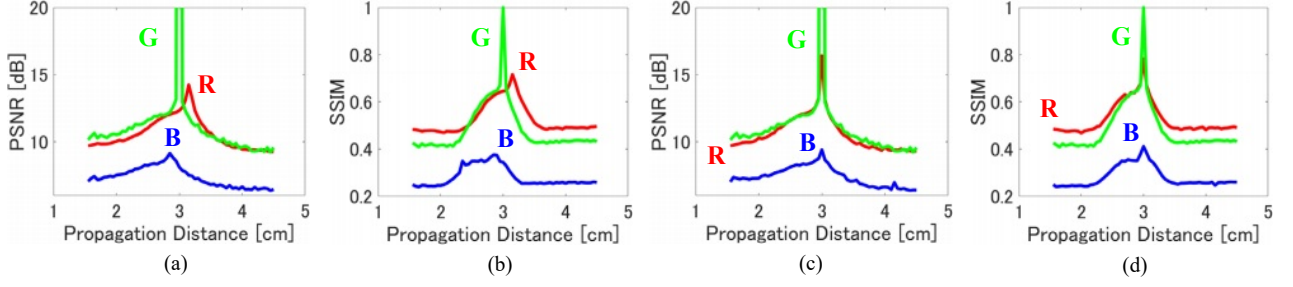 20
15
10
PSNR [dB]
G
R
B
1 2 3 4 5
Propagation Distance [cm]
(a)
1
0.8
0.6
0.4
0.2
SSIM
G
R
B
1 2 3 4 5
Propagation Distance [cm]
(b)
20
15
10
PSNR [dB]
G
R
B
1 2 3 4 5
Propagation Distance [cm]
(c)
1
0.8
0.6
0.4
0.2
SSIM
G
R
B
1 2 3 4 5
Propagation Distance [cm]
(d)